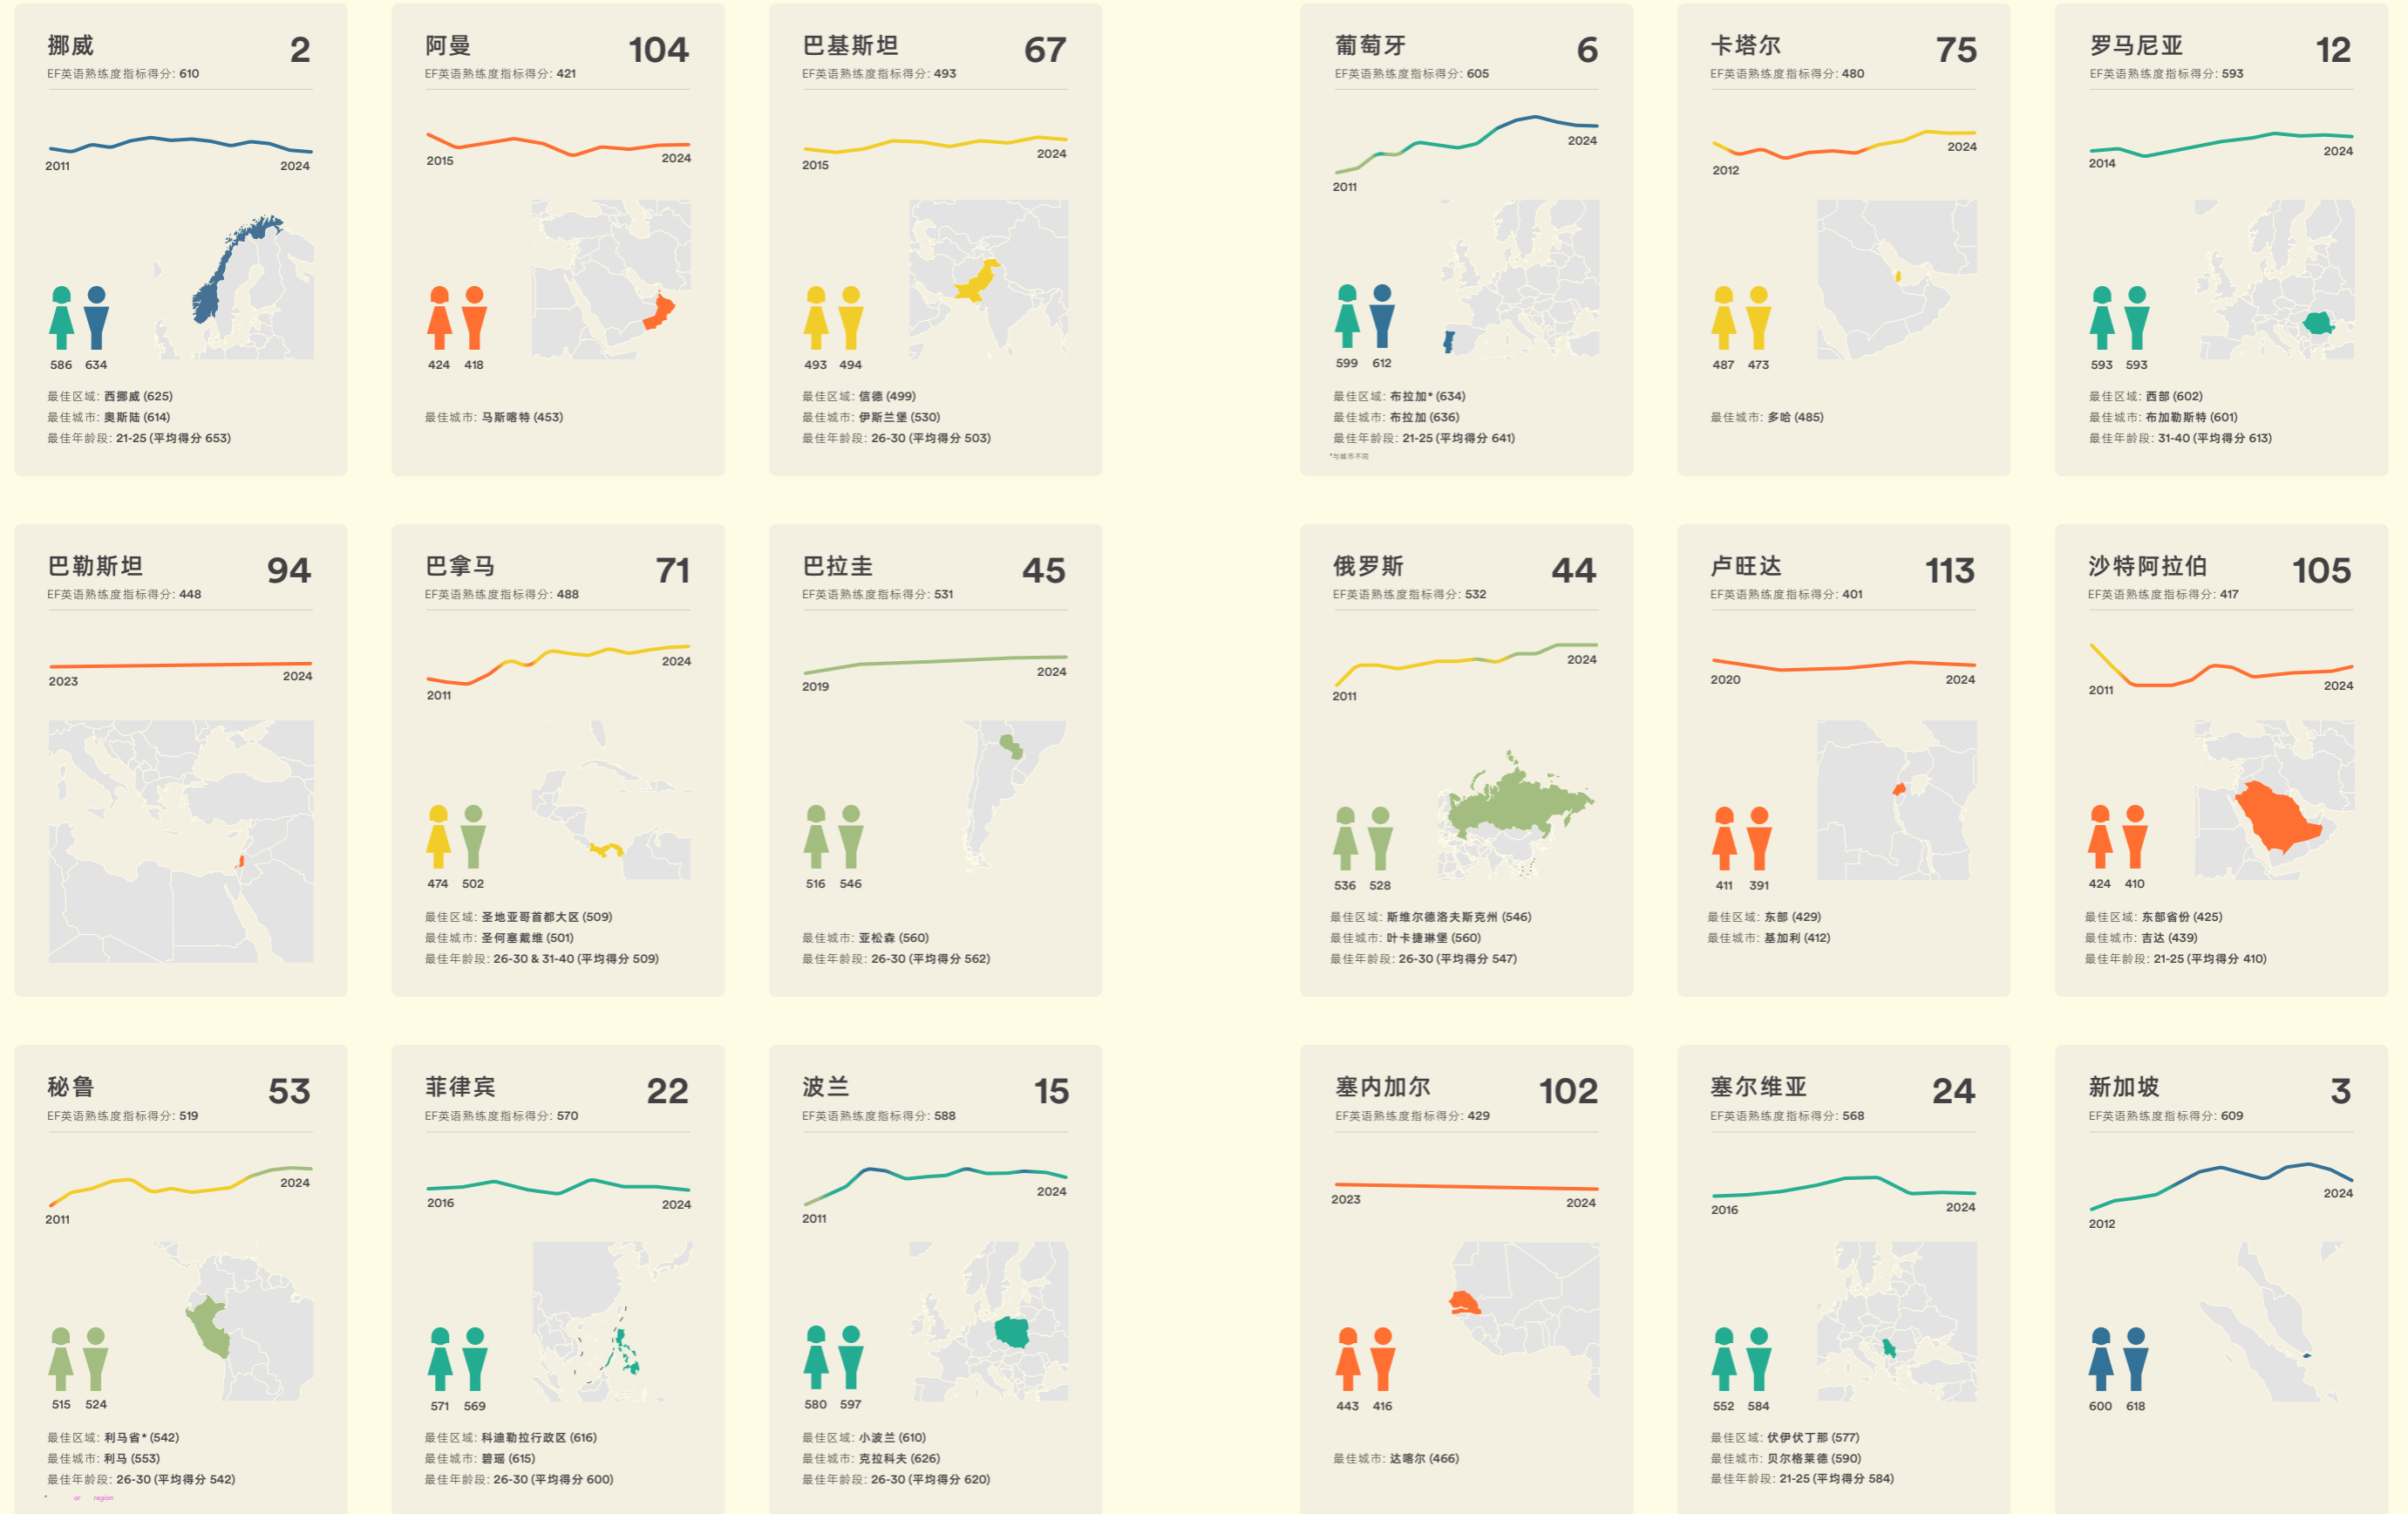 挪威
2
EF英语熟练度指标得分: 610
2011
2024
586
634
最佳区域: 西挪威 (625)
最佳城市: 奥斯陆 (614)
最佳年龄段: 21-25 (平均得分 653)
阿曼
104
EF英语熟练度指标得分: 421
2015
2024
424
418
最佳城市: 马斯喀特 (453)
巴基斯坦
67
EF英语熟练度指标得分: 493
2015
2024
493
494
最佳区域: 信德 (499)
最佳城市: 伊斯兰堡 (530)
最佳年龄段: 26-30 (平均得分 503)
葡萄牙
6
EF英语熟练度指标得分: 605
2011
2024
599
612
最佳区域: 布拉加* (634)
最佳城市: 布拉加 (636)
最佳年龄段: 21-25 (平均得分 641)
*与城市不同
卡塔尔
75
EF英语熟练度指标得分: 480
2012
2024
487
473
最佳城市: 多哈 (485)
罗马尼亚
12
EF英语熟练度指标得分: 593
2014
2024
593
593
最佳区域: 西部 (602)
最佳城市: 布加勒斯特 (601)
最佳年龄段: 31-40 (平均得分 613)
巴勒斯坦
94
EF英语熟练度指标得分: 448
2023
2024
巴拿马
71
EF英语熟练度指标得分: 488
2011
2024
474
502
最佳区域: 圣地亚哥首都大区 (509)
最佳城市: 圣何塞戴维 (501)
最佳年龄段: 26-30 & 31-40 (平均得分 509)
巴拉圭
45
EF英语熟练度指标得分: 531
2019
2024
516
546
最佳城市: 亚松森 (560)
最佳年龄段: 26-30 (平均得分 562)
俄罗斯
44
EF英语熟练度指标得分: 532
2011
2024
536
528
最佳区域: 斯维尔德洛夫斯克州 (546)
最佳城市: 叶卡捷琳堡 (560)
最佳年龄段: 26-30 (平均得分 547)
卢旺达
113
EF英语熟练度指标得分: 401
2020
2024
411
391
最佳区域: 东部 (429)
最佳城市: 基加利 (412)
沙特阿拉伯
105
EF英语熟练度指标得分: 417
2011
2024
424
410
最佳区域: 东部省份 (425)
最佳城市: 吉达 (439)
最佳年龄段: 21-25 (平均得分 410)
秘鲁
53
EF英语熟练度指标得分: 519
2011
2024
515
524
最佳区域: 利马省* (542)
最佳城市: 利马 (553)
最佳年龄段: 26-30 (平均得分 542)
* or region
菲律宾
22
EF英语熟练度指标得分: 570
2016
2024
571
569
最佳区域: 科迪勒拉行政区 (616)
最佳城市: 碧瑶 (615)
最佳年龄段: 26-30 (平均得分 600)
波兰
15
EF英语熟练度指标得分: 588
2011
2024
580
597
最佳区域: 小波兰 (610)
最佳城市: 克拉科夫 (626)
最佳年龄段: 26-30 (平均得分 620)
塞内加尔
102
EF英语熟练度指标得分: 429
2023
2024
443
416
最佳城市: 达喀尔 (466)
塞尔维亚
24
EF英语熟练度指标得分: 568
2016
2024
552
584
最佳区域: 伏伊伏丁那 (577)
最佳城市: 贝尔格莱德 (590)
最佳年龄段: 21-25 (平均得分 584)
新加坡
3
EF英语熟练度指标得分: 609
2012
2024
600
618